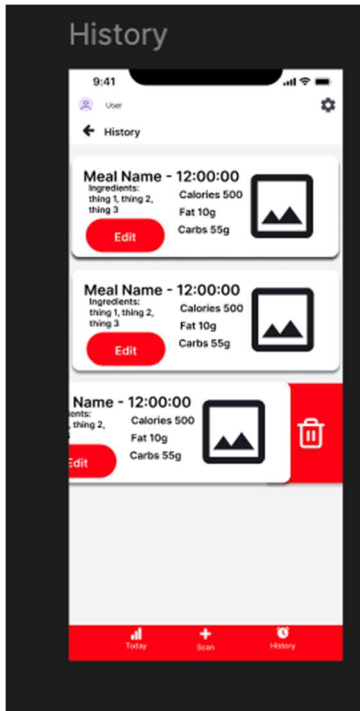 History
9:41
User
History
Meal Name - 12:00:00
Ingredients:
thing 1, thing 2,
thing 3
Calories 500
Fat 10g
Carbs 55g
Edit
Meal Name - 12:00:00
Ingredients:
thing 1, thing 2,
thing 3
Calories 500
Fat 10g
Carbs 55g
Edit
Name - 12:00:00
ents:
, thing 2,
Calories 500
Fat 10g
Carbs 55g
Edit
Today
Scan
History